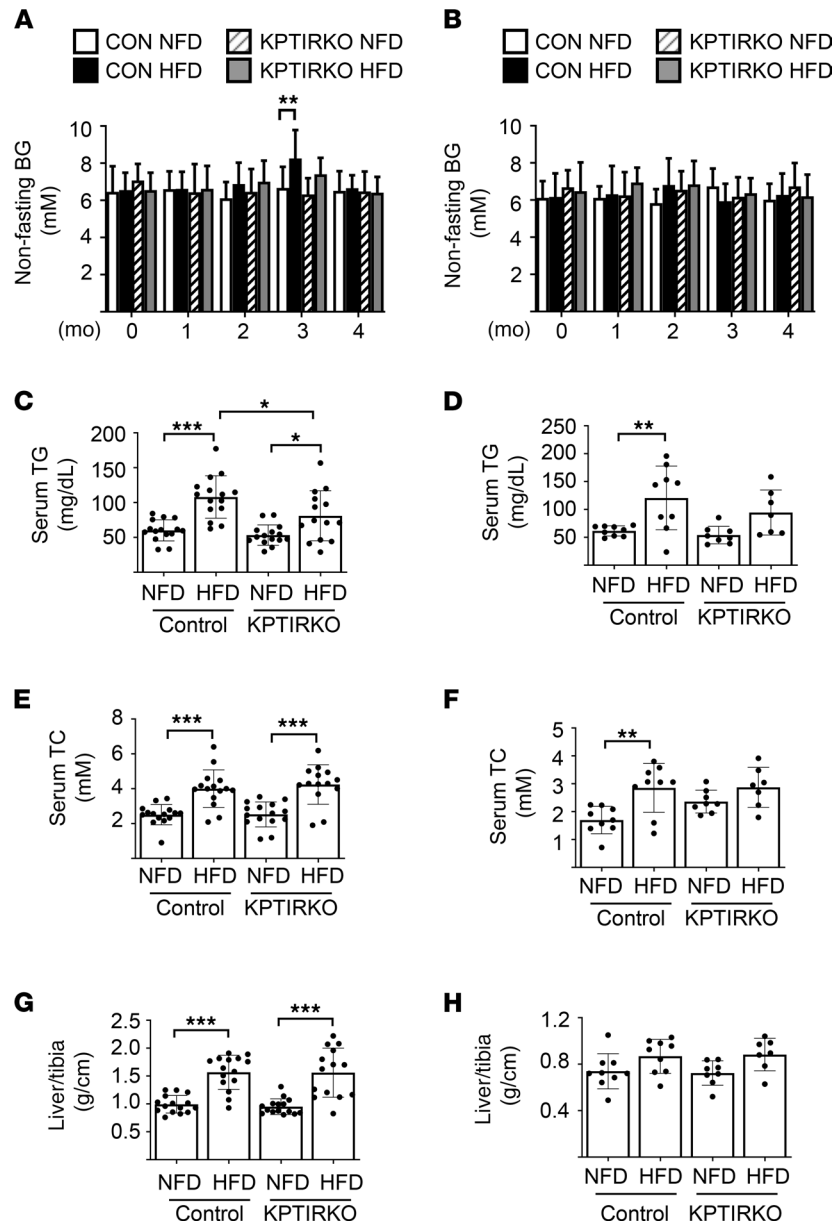 A
CON NFD KPTIRKO NFD
CON HFD KPTIRKO HFD
**
Non-fasting BG
(mM)
10
8
6
4
2
(mo) 0 1 2 3 4
B
CON NFD KPTIRKO NFD
CON HFD KPTIRKO HFD
Non-fasting BG
(mM)
10
8
6
4
2
(mo) 0 1 2 3 4
C
Serum TG
(mg/dL)
200
150
100
50
*** * *
NFD HFD NFD HFD
Control KPTIRKO
D
Serum TG
(mg/dL)
250
200
150
100
50
**
NFD HFD NFD HFD
Control KPTIRKO
E
Serum TC
(mM)
8
6
4
2
*** ***
NFD HFD NFD HFD
Control KPTIRKO
F
Serum TC
(mM)
5
4
3
2
1
**
NFD HFD NFD HFD
Control KPTIRKO
G
Liver/tibia
(g/cm)
2.5
2.0
1.5
1.0
*** ***
NFD HFD NFD HFD
Control KPTIRKO
H
Liver/tibia
(g/cm)
1.2
0.8
0.4
NFD HFD NFD HFD
Control KPTIRKO